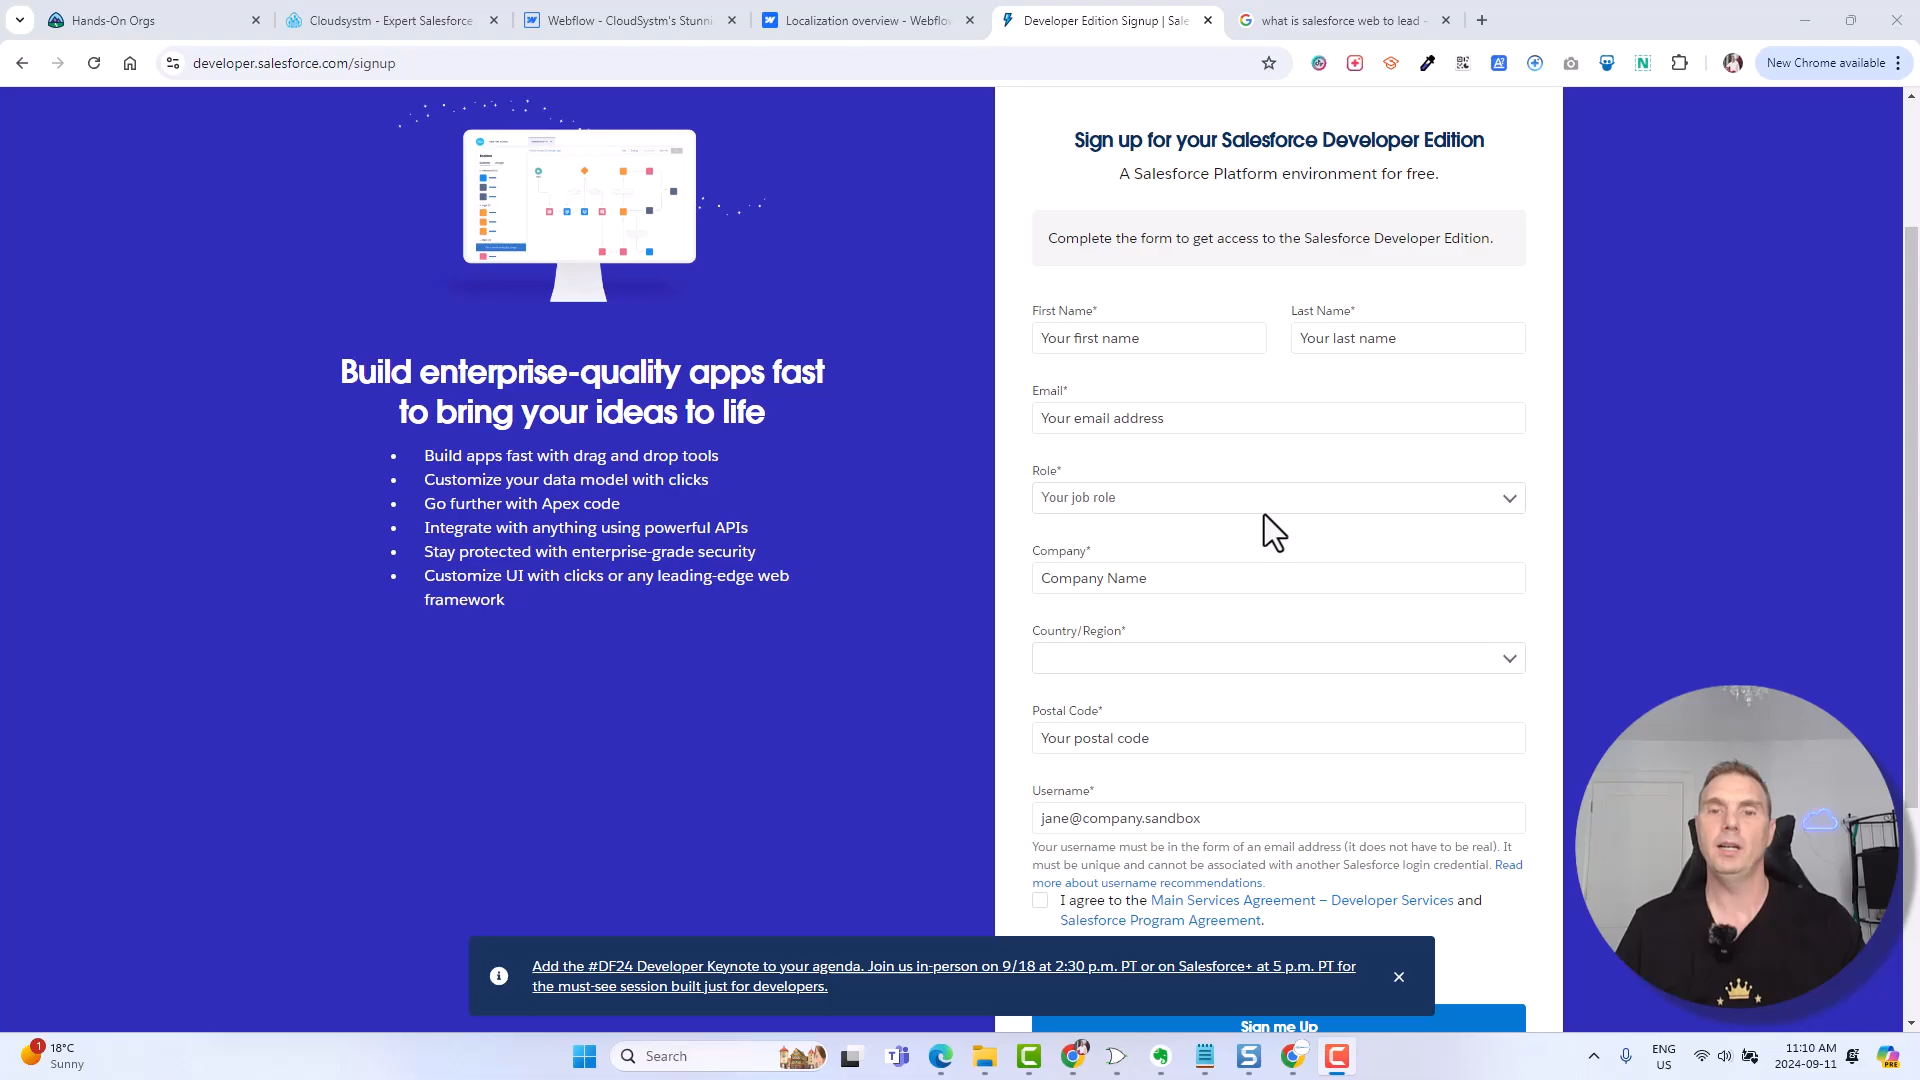 Hands-On Orgs
Cloudsystm - Expert Salesforce
Webflow - CloudSystm's Stunni
Localization overview - Webflow
Developer Edition Signup | Sale
what is salesforce web to lead -
developer.salesforce.com/signup
New Chrome available
Build enterprise-quality apps fast
to bring your ideas to life
• Build apps fast with drag and drop tools
• Customize your data model with clicks
• Go further with Apex code
• Integrate with anything using powerful APIs
• Stay protected with enterprise-grade security
• Customize UI with clicks or any leading-edge web
framework
Sign up for your Salesforce Developer Edition
A Salesforce Platform environment for free.
Complete the form to get access to the Salesforce Developer Edition.
First Name*
Last Name*
Your first name
Your last name
Email*
Your email address
Role*
Your job role
Company*
Company Name
Country/Region*
Postal Code*
Your postal code
Username*
jane@company.sandbox
Your username must be in the form of an email address (it does not have to be real). It
must be unique and cannot be associated with another Salesforce login credential. Read
more about username recommendations.
I agree to the Main Services Agreement – Developer Services and
Salesforce Program Agreement.
Add the #DF24 Developer Keynote to your agenda. Join us in-person on 9/18 at 2:30 p.m. PT or on Salesforce+ at 5 p.m. PT for
the must-see session built just for developers.
Sign me Up
1
18°C
Sunny
Search
ENG
US
11:10 AM
2024-09-11